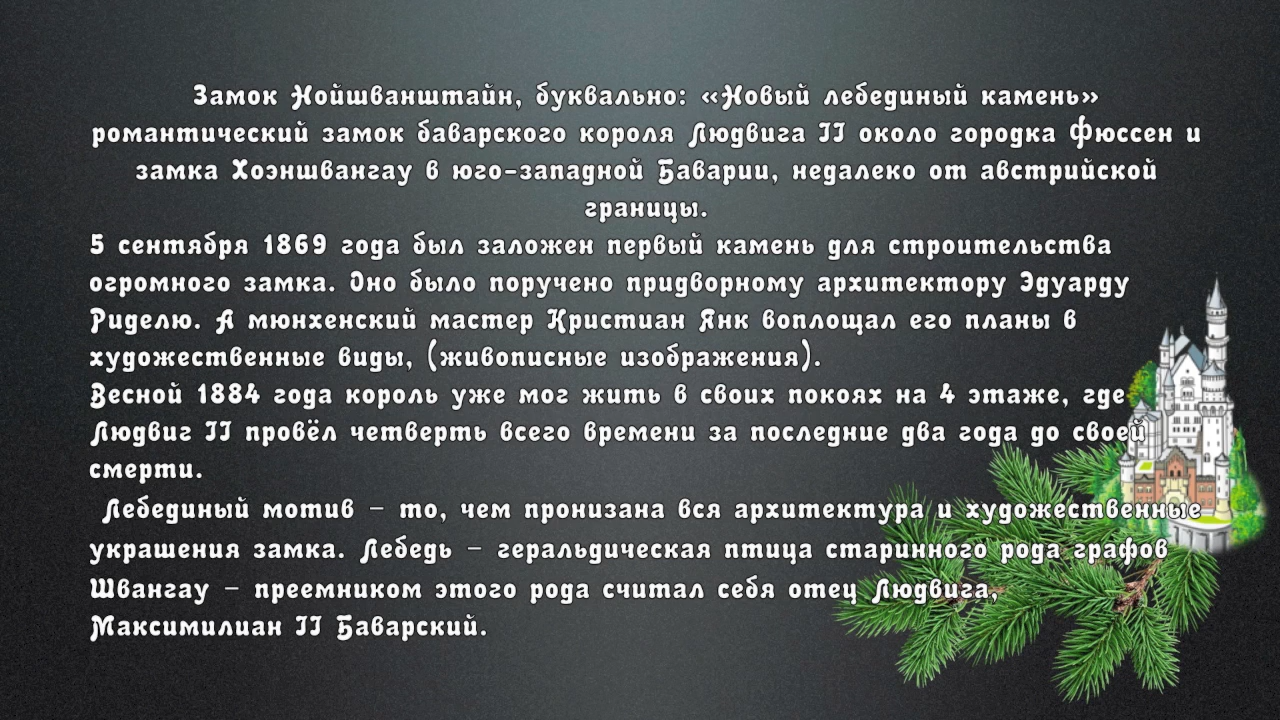 Замок Нойшванштайн, буквально: «Новый лебединый камень»
романтический замок баварского короля Людвига II около городка Фюссен и
замка Хоэншвангау в юго-западной Баварии, недалеко от австрийской
границы.
5 сентября 1869 года был заложен первый камень для строительства
огромного замка. Оно было поручено придворному архитектору Эдуарду
Риделю. А мюнхенский мастер Кристиан Янк воплощал его планы в
художественные виды, (живописные изображения).
Весной 1884 года король уже мог жить в своих покоях на 4 этаже, где
Людвиг II провёл четверть всего времени за последние два года до своей
смерти.
Лебединый мотив – то, чем пронизана вся архитектура и художественные
украшения замка. Лебедь – геральдическая птица старинного рода графов
Швангау – преемником этого рода считал себя отец Людвига,
Максимилиан II Баварский.